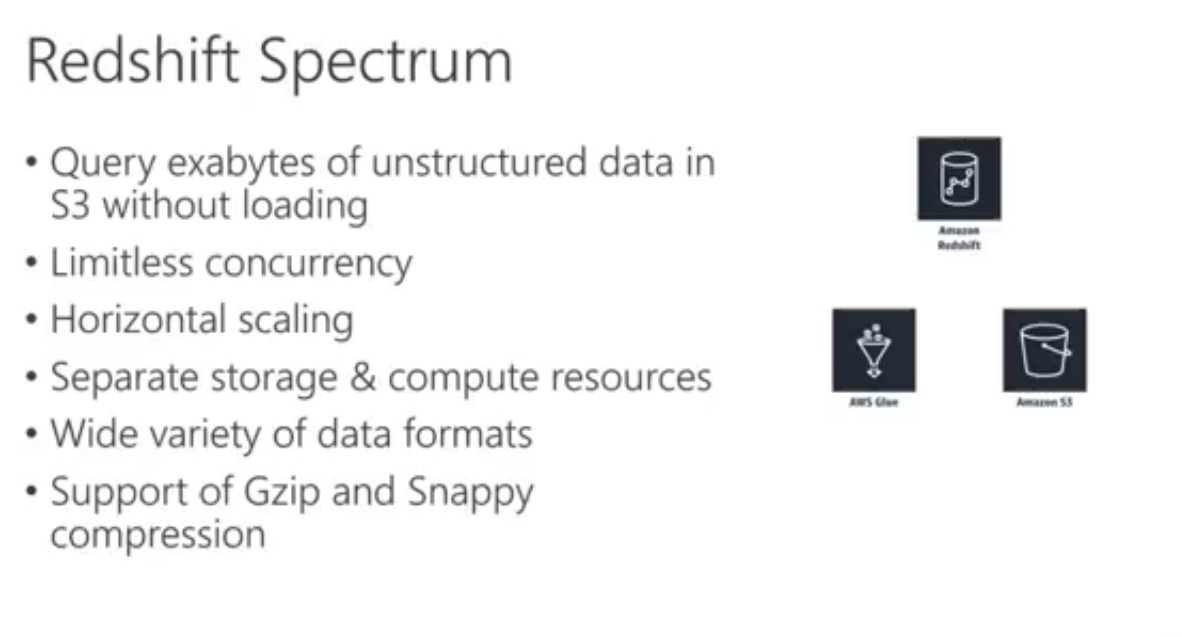 Redshift Spectrum
• Query exabytes of unstructured data in
S3 without loading
• Limitless concurrency
• Horizontal scaling
• Separate storage & compute resources
• Wide variety of data formats
• Support of Gzip and Snappy
compression
Amazon
Redshift
AWS Glue
Amazon S3